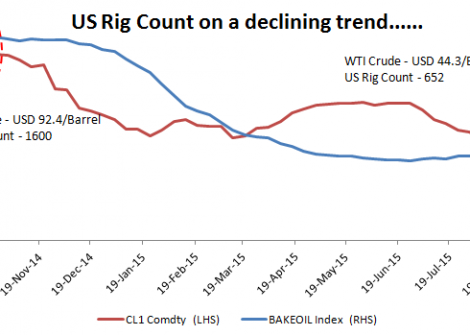 US Rig Count on a declining trend......
WTI Crude - USD 44.3/
US Rig Count - 652
- USD 92.4/Barrel
- 1600
19-Nov-14
19-Dec-14
19-Jan-15
19-Feb-15
19-Mar-15
19-Apr-15
19-May-15
19-Jun-15
19-Jul-15
CL1 Comdty (LHS)
BAKEOIL Index (RHS)